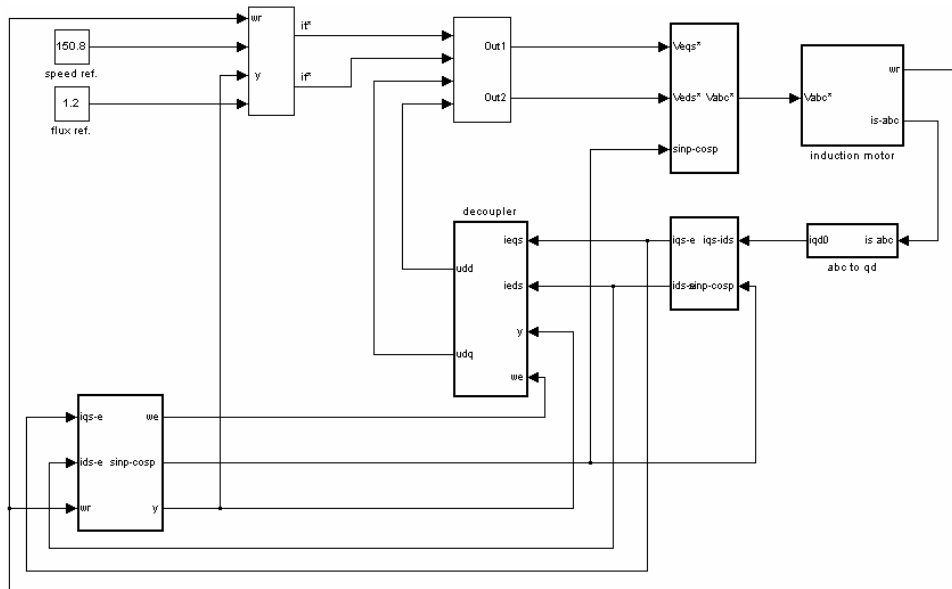 wr
it*
150.8
speed ref.
y
if*
1.2
flux ref.
Out1
Out2
Veqs*
Veds* Vabc*
sinp-cosp
Vabc*
wr
is-abc
induction motor
decoupler
ieqs
udd
ieds
y
udq
we
iqs-e iqs-ids
ids-e sinp-cosp
iqd0 is abc
abc to qd
iqs-e we
ids-e sinp-cosp
wr y